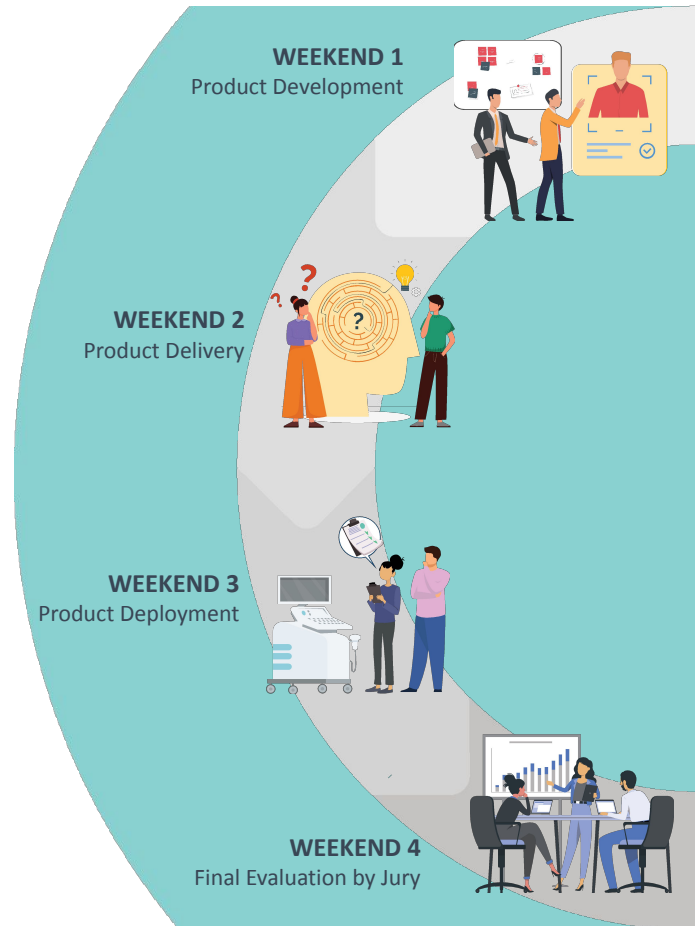 WEEKEND 1
Product Development
?
?
?
WEEKEND 2
Product Delivery
WEEKEND 3
Product Deployment
WEEKEND 4
Final Evaluation by Jury